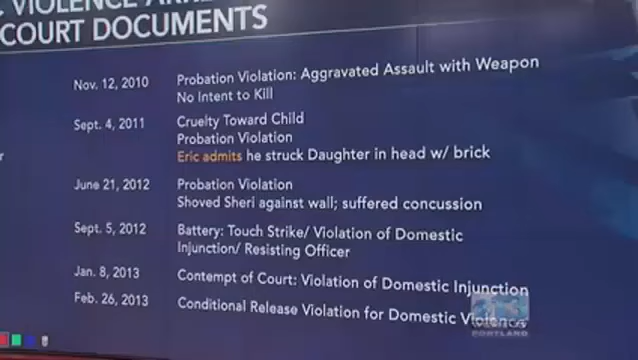 VIOLENCE
COURT DOCUMENTS
Nov. 12, 2010 Probation Violation: Aggravated Assault with Weapon
No Intent to Kill
Sept. 4, 2011 Cruelty Toward Child
Probation Violation
Eric admits he struck Daughter in head w/ brick
June 21, 2012 Probation Violation
Shoved Sheri against wall; suffered concussion
Sept. 5, 2012 Battery: Touch Strike/ Violation of Domestic
Injunction/ Resisting Officer
Jan. 8, 2013 Contempt of Court: Violation of Domestic Injunction
Feb. 26, 2013 Conditional Release Violation for Domestic Violence
PORTLAND